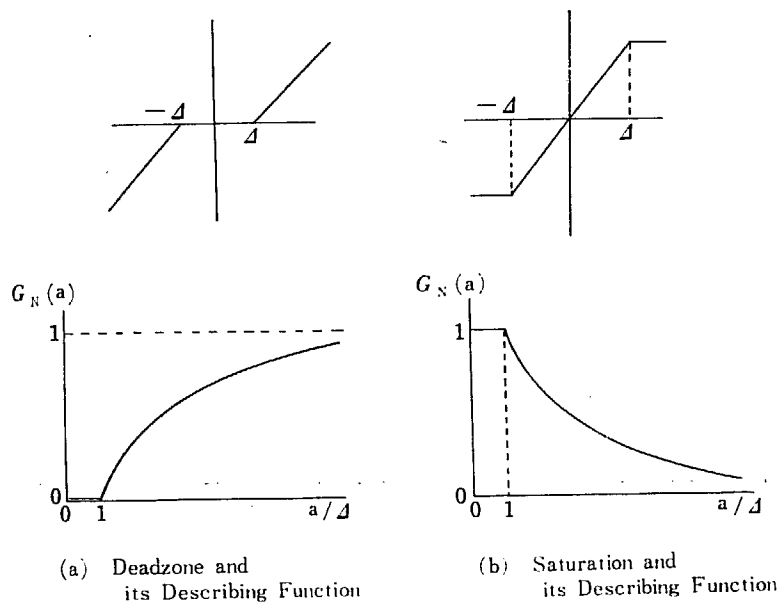 −Δ
Δ
−Δ
Δ
G_N(a)
1
0
0 1 a/Δ
G_N(a)
1
0
0 1 a/Δ
(a) Deadzone and
its Describing Function
(b) Saturation and
its Describing Function